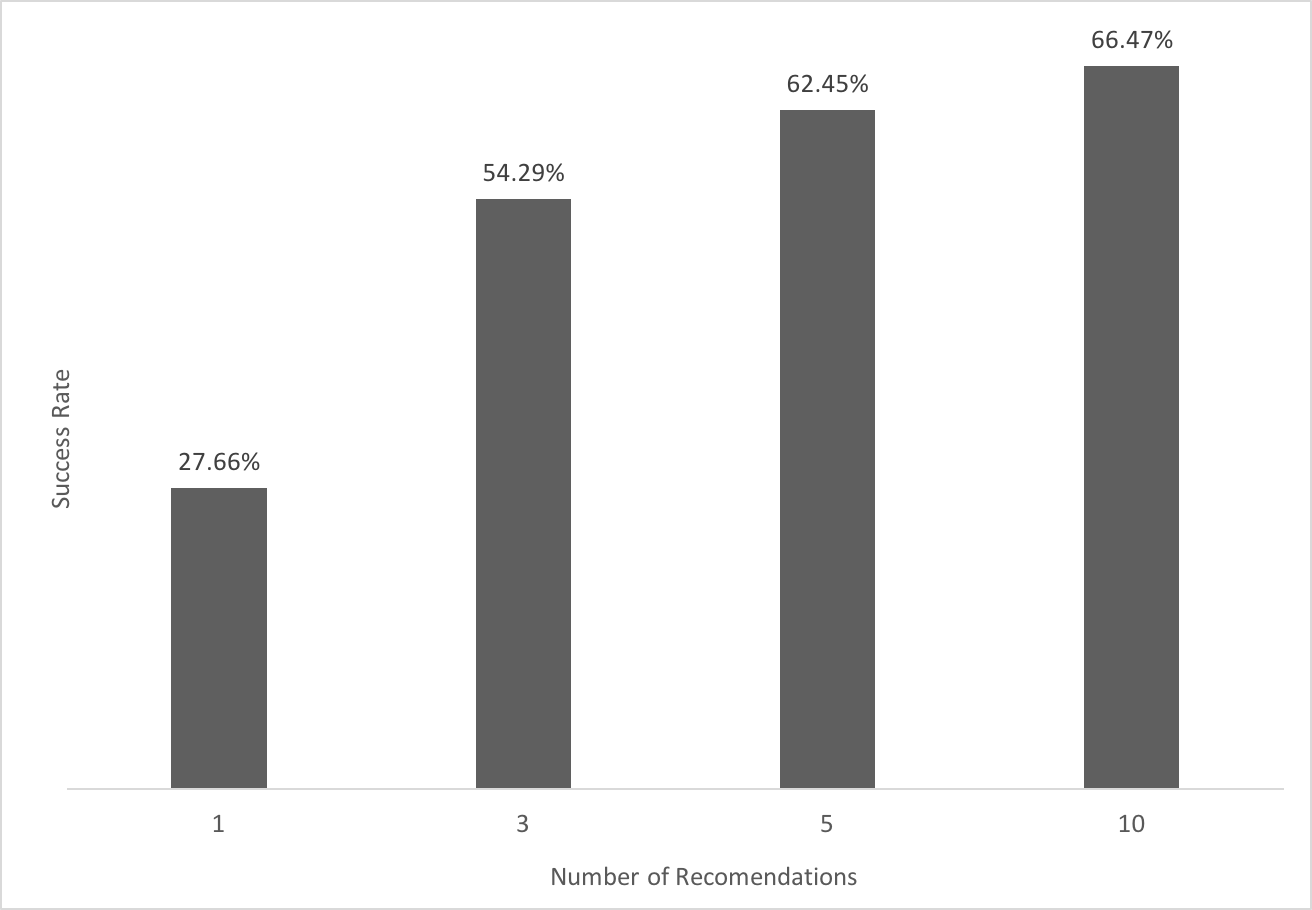 66.47%
62.45%
54.29%
27.66%
Success Rate
1 3 5 10
Number of Recomendations